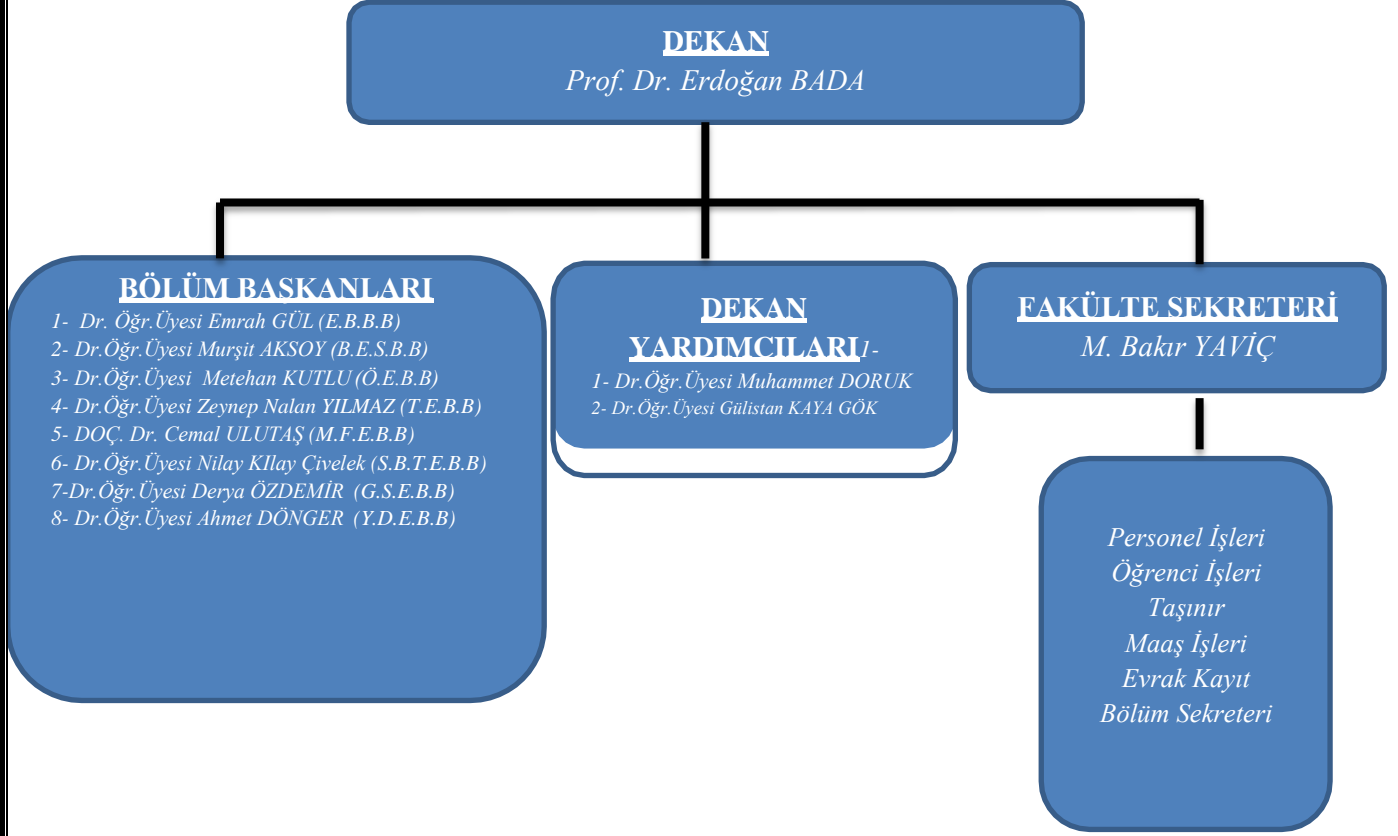 DEKAN
Prof. Dr. Erdoğan BADA
BÖLÜM BAŞKANLARI
1- Dr. Öğr.Üyesi Emrah GÜL (E.B.B.B)
2- Dr.Öğr.Üyesi Murşit AKSOY (B.E.S.B.B)
3- Dr.Öğr.Üyesi Metehan KUTLU (Ö.E.B.B)
4- Dr.Öğr.Üyesi Zeynep Nalan YILMAZ (T.E.B.B)
5- DOÇ. Dr. Cemal ULUTAŞ (M.F.E.B.B)
6- Dr.Öğr.Üyesi Nilay KIlay Çivelek (S.B.T.E.B.B)
7-Dr.Öğr.Üyesi Derya ÖZDEMİR (G.S.E.B.B)
8- Dr.Öğr.Üyesi Ahmet DÖNGER (Y.D.E.B.B)
DEKAN
YARDIMCILARI1-
1- Dr.Öğr.Üyesi Muhammet DORUK
2- Dr.Öğr.Üyesi Gülistan KAYA GÖK
FAKÜLTE SEKRETERİ
M. Bakır YAVİÇ
Personel İşleri
Öğrenci İşleri
Taşınır
Maaş İşleri
Evrak Kayıt
Bölüm Sekreteri